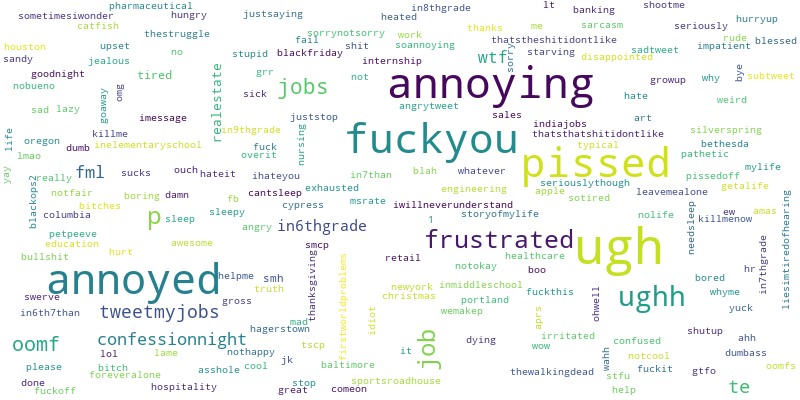 pharmaceutical
hungry
justsaying
in8thgrade
lt
banking
shootme
sometimesiwonder
catfish
thestruggle
heated
thanks
me
sarcasm
seriously
hurryup
houston
upset
no
fail
sorrynotsorry
work
thatstheshitidontlike
rude
blessed
sandy
jealous
stupid
blackfriday
shit
soannoying
sorry
wtf
starving
disappointed
sadtweet
impatient
goodnight
tired
realestate
grr
internship
not
annoying
growup
why
bye
subtweet
nobueno
omg
sick
jobs
angrytweet
hate
weird
sad
lazy
goaway
imessage
juststop
sales
indiajobs
art
life
oregon
killme
in9thgrade
nursing
fuckyou
thatsthatshitidontlike
silverspring
dumb
inelementaryschool
fuck
typical
bethesda
lmao
overit
pissed
pathetic
yay
really
fml
sucks
ouch
hateit
ihateyou
in7than
blah
whatever
seriouslythough
pissedoff
mylife
blackops2
notfair
boring
damn
fb
cantsleep
exhausted
engineering
apple
leavemealone
getalife
bitches
cypress
msrate
iwillneverunderstand
sotired
columbia
p
sleep
sleepy
in6thgrade
1
storyofmylife
nolife
needsleep
killmenow
ew
amas
liesimtiredofhearing
petpeeve
angry
education
awesome
smcp
frustrated
ugh
bullshit
hurt
thanksgiving
firstworldproblems
retail
healthcare
in7thgrade
annoyed
helpme
smh
notokay
boo
hr
truth
newyork
inmiddleschool
fuckthis
bored
swerve
gross
christmas
portland
ohwell
ughh
whyme
in6th7than
tweetmyjobs
mad
idiot
wemakep
aprs
yuck
hagerstown
confessionnight
tscp
job
dying
irritated
confused
shutup
ahh
oomf
lol
lame
nothappy
jk
it
wow
wahh
notcool
dumbass
please
bitch
asshole
cool
baltimore
thewalkingdead
fuckit
gtfo
oomfs
foreveralone
stfu
done
hospitality
stop
sportsroadhouse
te
fuckoff
great
comeon
help